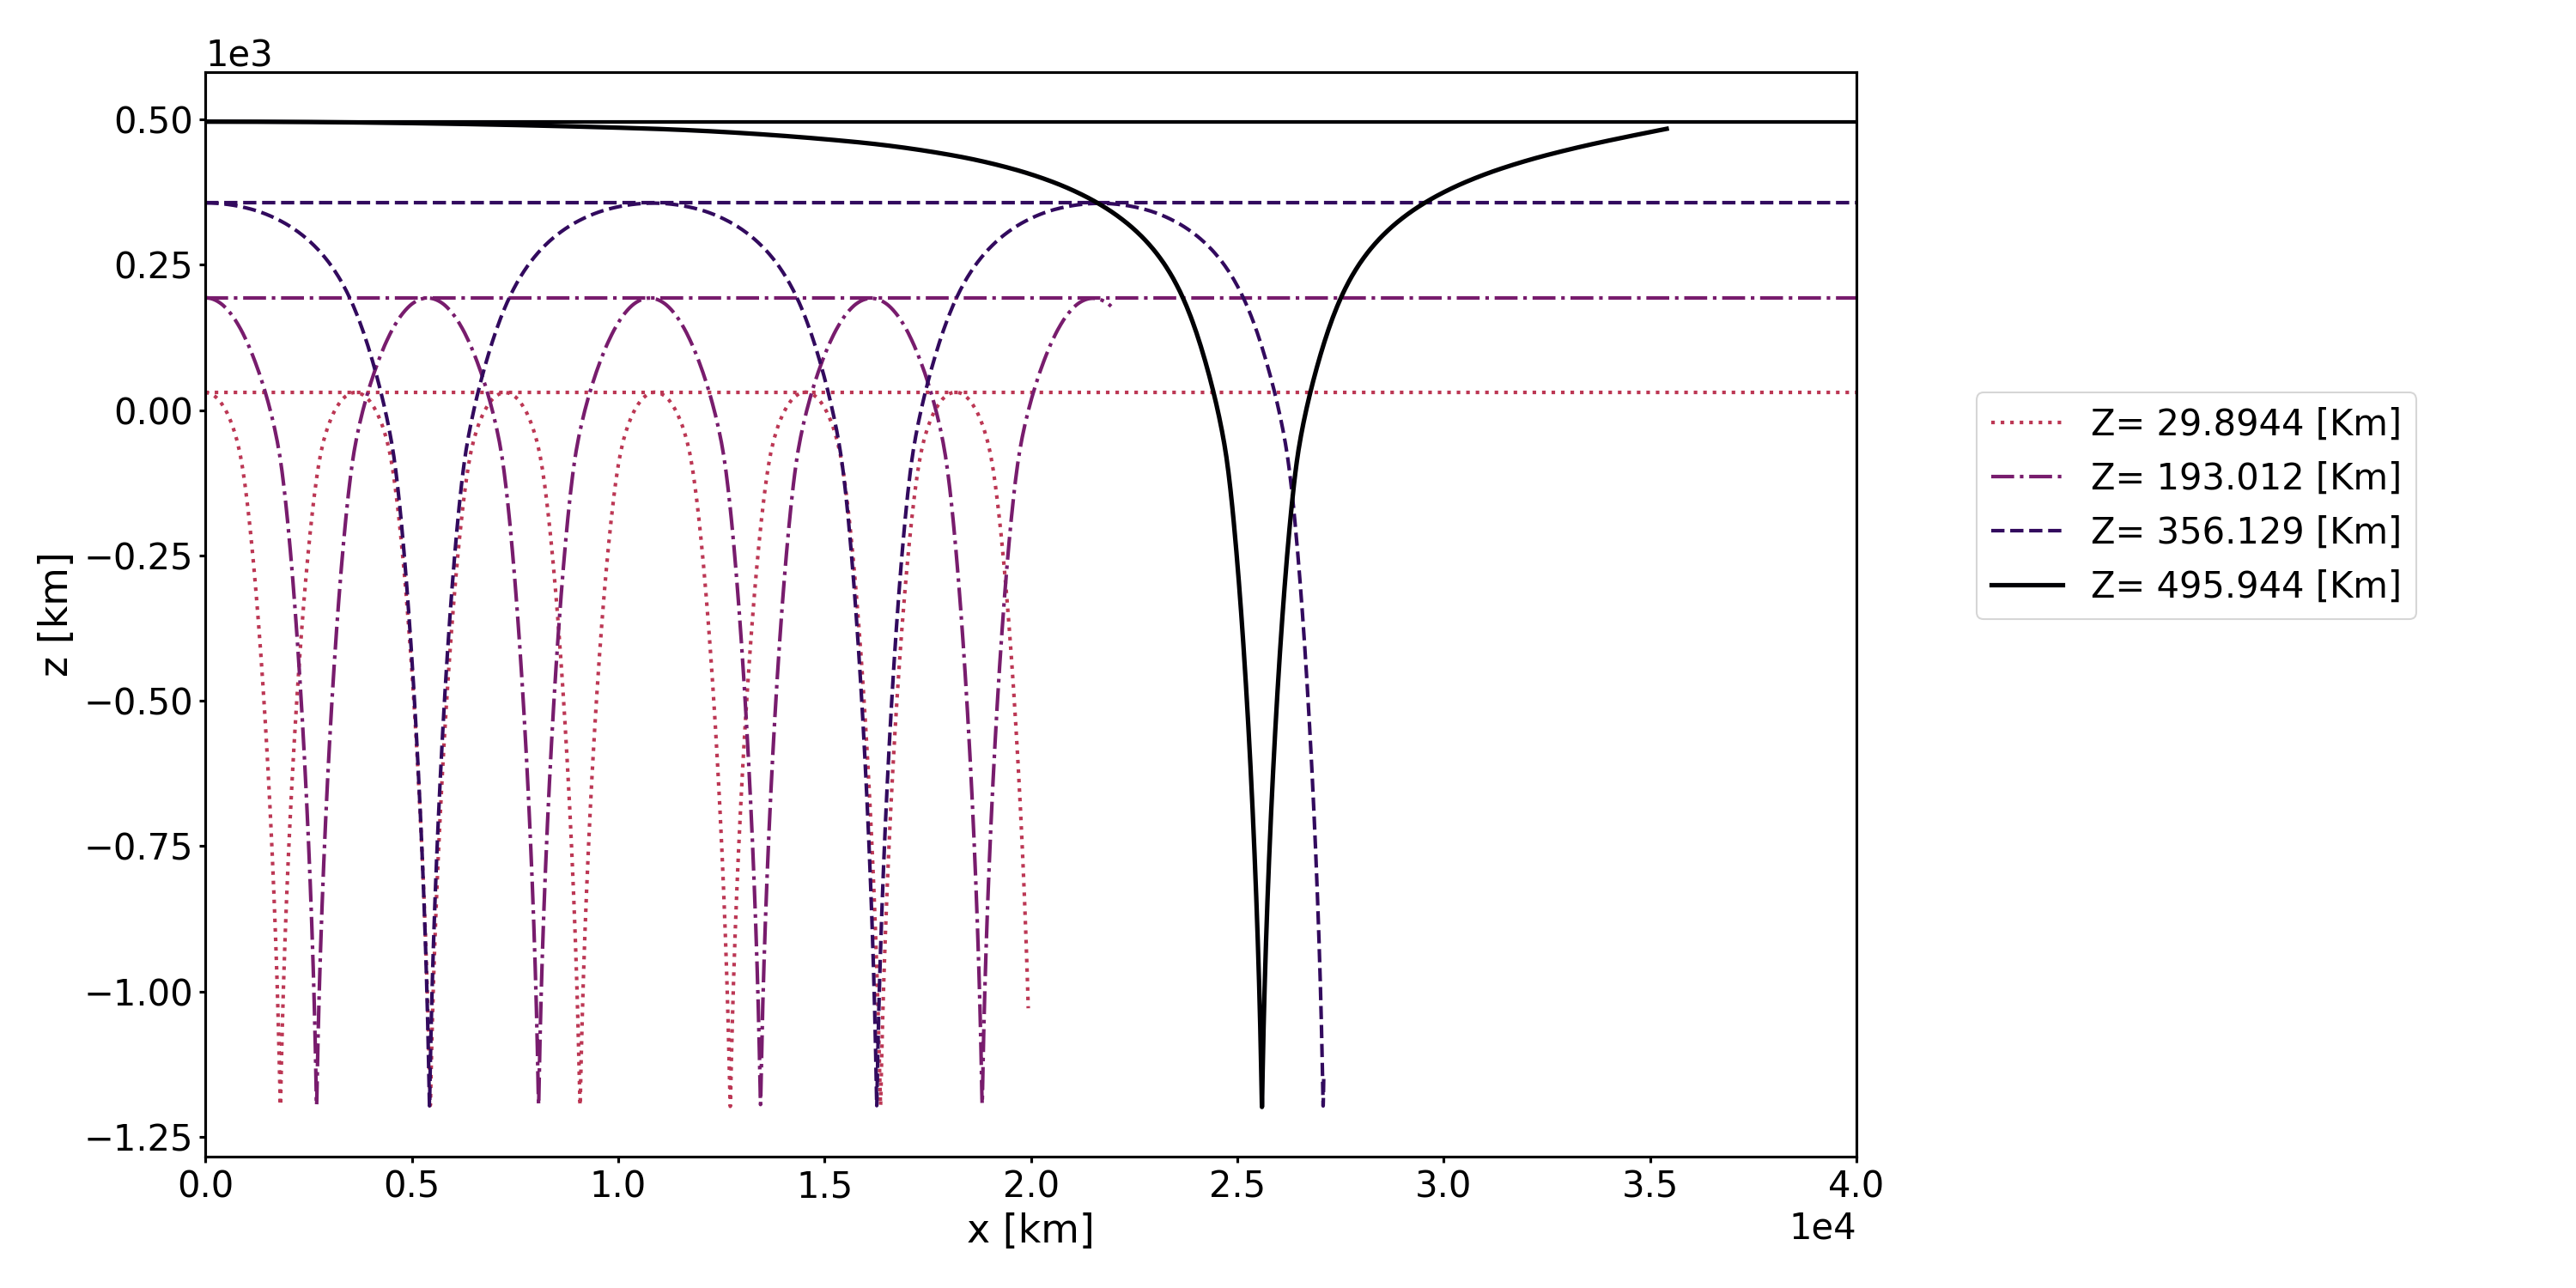 1e3
0.50
0.25
0.00
−0.25
−0.50
−0.75
−1.00
−1.25
z [km]
0.0 0.5 1.0 1.5 2.0 2.5 3.0 3.5 4.0
x [km]
1e4
Z= 29.8944 [Km]
Z= 193.012 [Km]
Z= 356.129 [Km]
Z= 495.944 [Km]